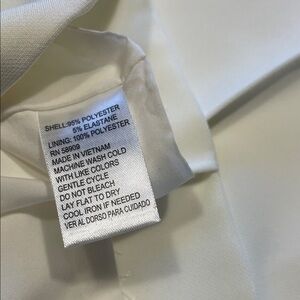 SHELL:95% POLYESTER
5% ELASTANE
LINING: 100% POLYESTER
RN 58909
MADE IN VIETNAM
MACHINE WASH COLD
WITH LIKE COLORS
GENTLE CYCLE
DO NOT BLEACH
LAY FLAT TO DRY
COOL IRON IF NEEDED
VER AL DORSO PARA CUIDADO